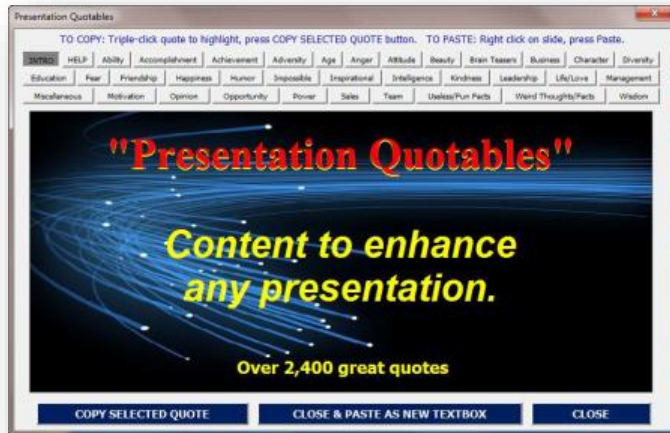 Presentation Quotables
TO COPY: Triple-click quote to highlight, press COPY SELECTED QUOTE button. TO PASTE: Right click on slide, press Paste.
INTRO HELP Ability Accomplishment Achievement Adversity Age Anger Attitude Beauty Brain Teasers Business Character Diversity
Education Fear Friendship Happiness Humor Impossible Inspirational Intelligence Kindness Leadership Life/Love Management
Miscellaneous Motivation Opinion Opportunity Power Sales Team Useless/Fun Facts Weird Thoughts/Facts Wisdom
"Presentation Quotables"
Content to enhance
any presentation.
Over 2,400 great quotes
COPY SELECTED QUOTE CLOSE & PASTE AS NEW TEXTBOX CLOSE